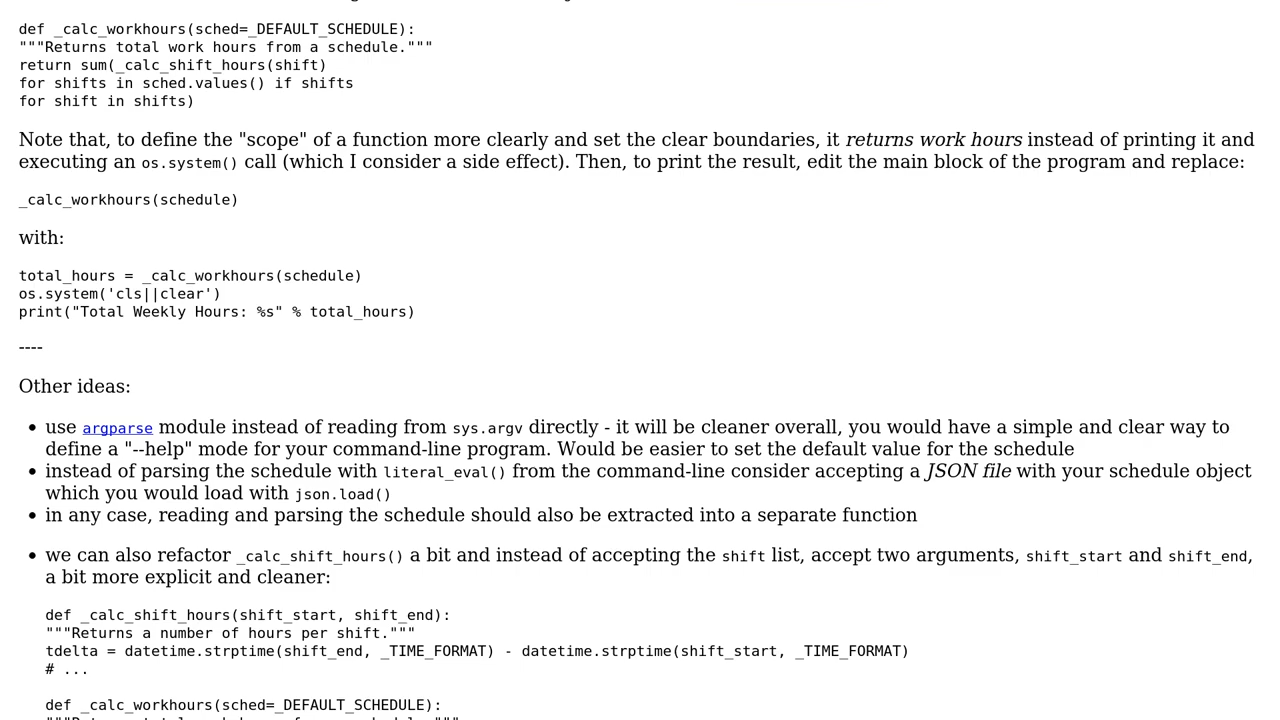 def _calc_workhours(sched=_DEFAULT_SCHEDULE):
"""Returns total work hours from a schedule."""
return sum(_calc_shift_hours(shift)
for shifts in sched.values() if shifts
for shift in shifts)
Note that, to define the "scope" of a function more clearly and set the clear boundaries, it returns work hours instead of printing it and
executing an os.system() call (which I consider a side effect). Then, to print the result, edit the main block of the program and replace:
_calc_workhours(schedule)
with:
total_hours = _calc_workhours(schedule)
os.system('cls||clear')
print("Total Weekly Hours: %s" % total_hours)
----
Other ideas:
• use argparse module instead of reading from sys.argv directly - it will be cleaner overall, you would have a simple and clear way to
define a "--help" mode for your command-line program. Would be easier to set the default value for the schedule
• instead of parsing the schedule with literal_eval() from the command-line consider accepting a JSON file with your schedule object
which you would load with json.load()
• in any case, reading and parsing the schedule should also be extracted into a separate function
• we can also refactor _calc_shift_hours() a bit and instead of accepting the shift list, accept two arguments, shift_start and shift_end,
a bit more explicit and cleaner:
def _calc_shift_hours(shift_start, shift_end):
"""Returns a number of hours per shift."""
tdelta = datetime.strptime(shift_end, _TIME_FORMAT) - datetime.strptime(shift_start, _TIME_FORMAT)
# ...
def _calc_workhours(sched=_DEFAULT_SCHEDULE):